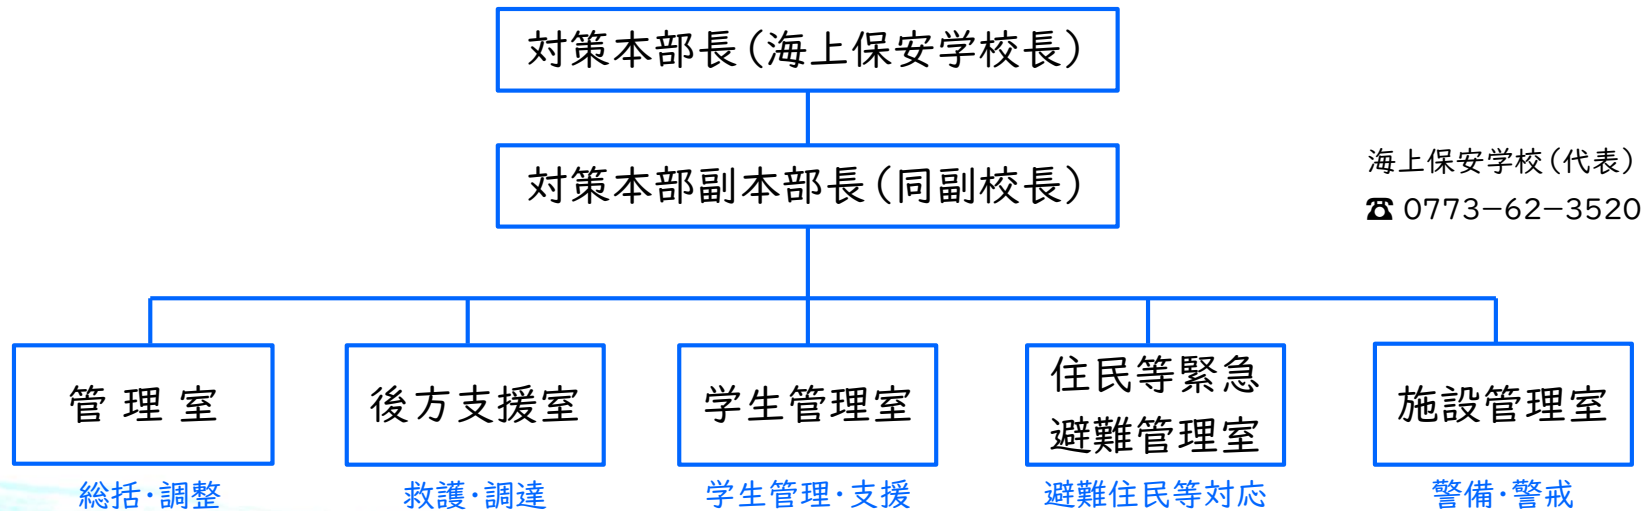 対策本部長（海上保安学校長）
対策本部副本部長（同副校長）
海上保安学校（代表）
☎ 0773−62−3520
管 理 室
後方支援室
学生管理室
住民等緊急
避難管理室
施設管理室
総括・調整
救護・調達
学生管理・支援
避難住民等対応
警備・警戒